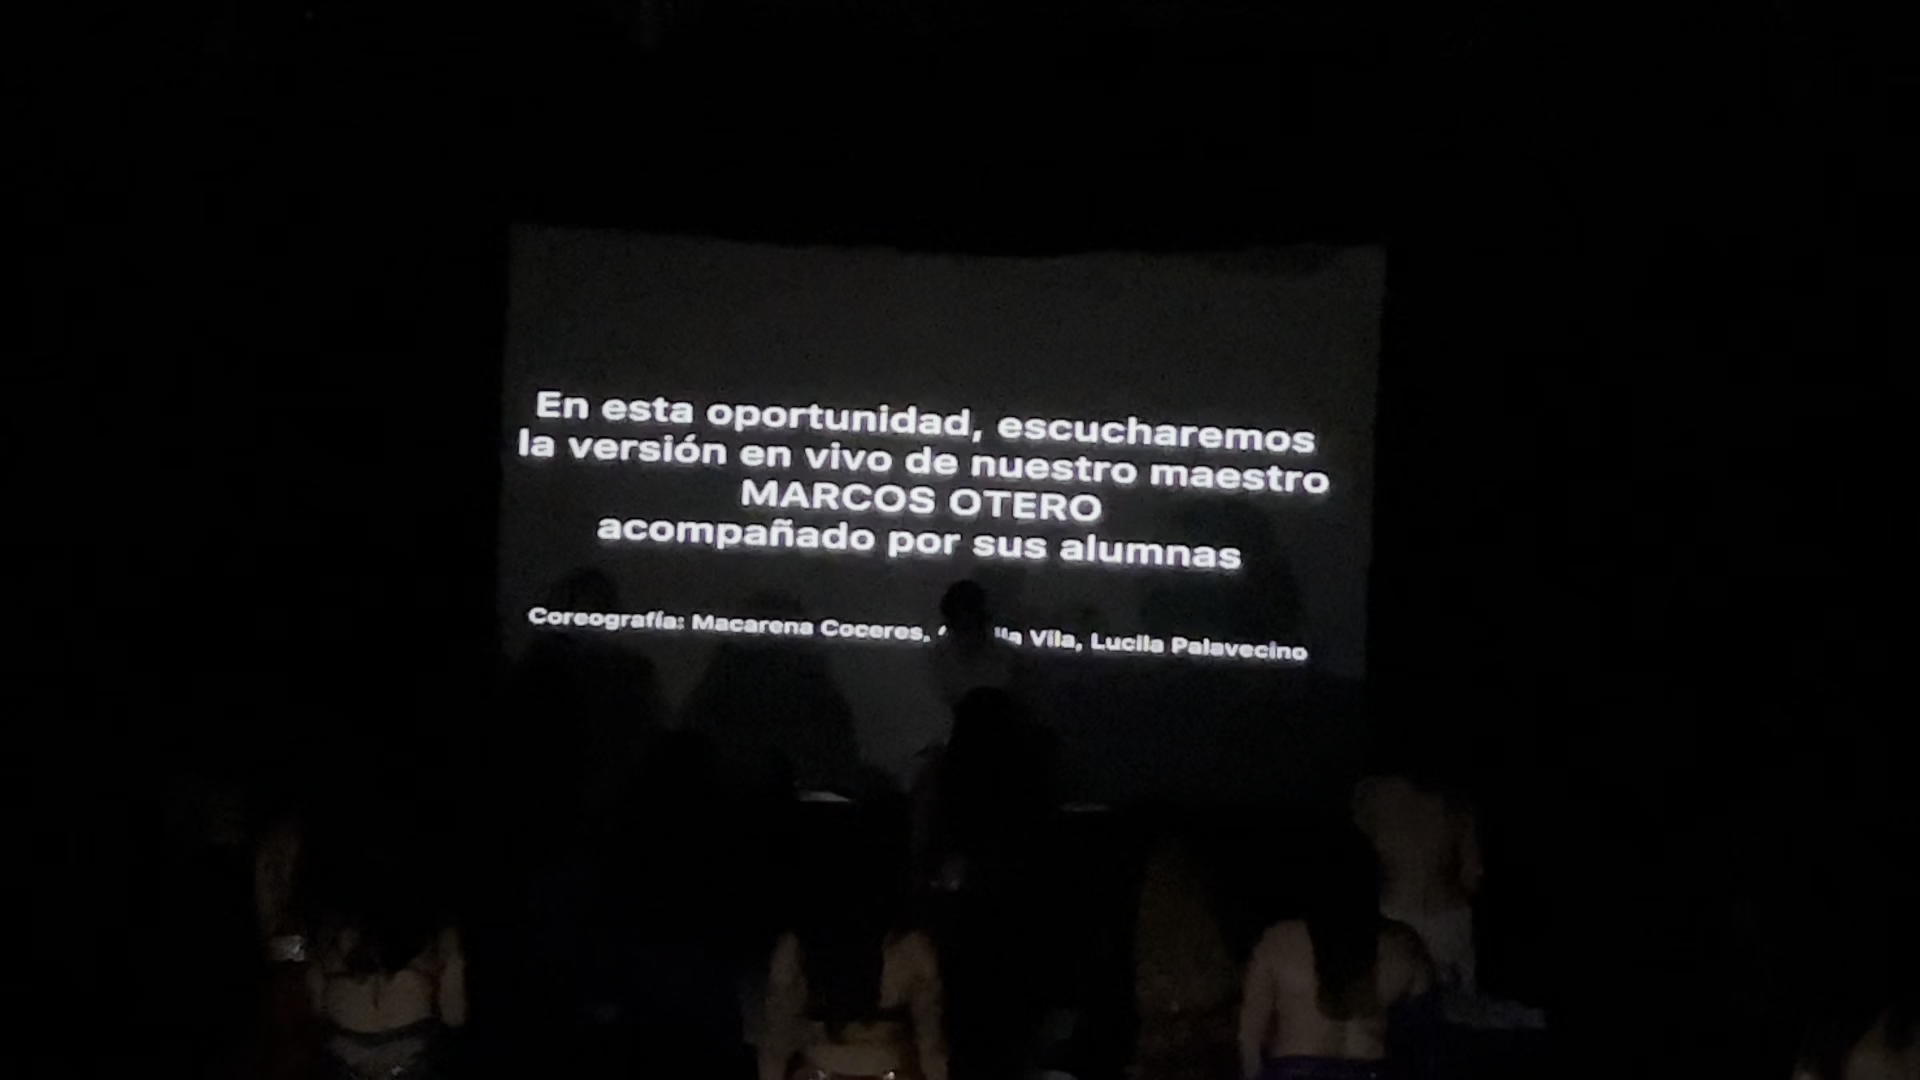 En esta oportunidad, escucharemos
la versión en vivo de nuestro maestro
MARCOS OTERO
acompañado por sus alumnas
Coreografía: Macarena Coceres, Vila, Lucila Palavecino